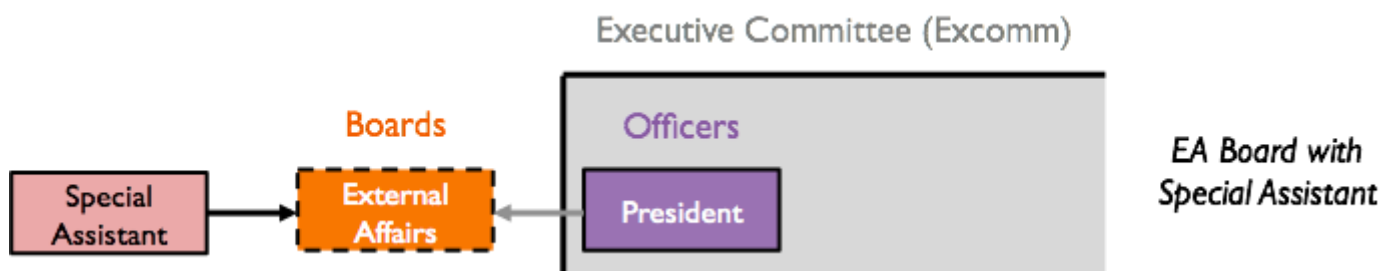 Executive Committee (Excomm)
Boards
Officers
Special
Assistant
External
Affairs
President
EA Board with
Special Assistant